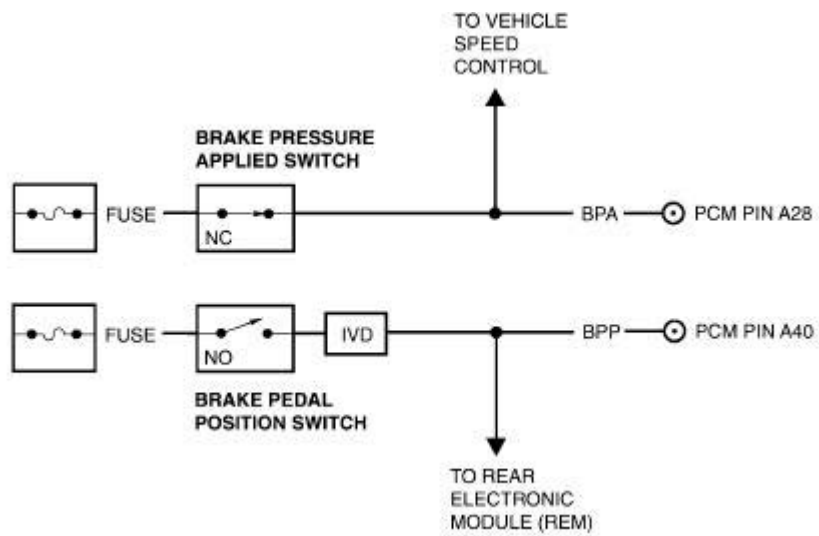 TO VEHICLE
SPEED
CONTROL
BRAKE PRESSURE
APPLIED SWITCH
FUSE
NC
BPA
PCM PIN A28
FUSE
NO
IVD
BPP
PCM PIN A40
BRAKE PEDAL
POSITION SWITCH
TO REAR
ELECTRONIC
MODULE (REM)